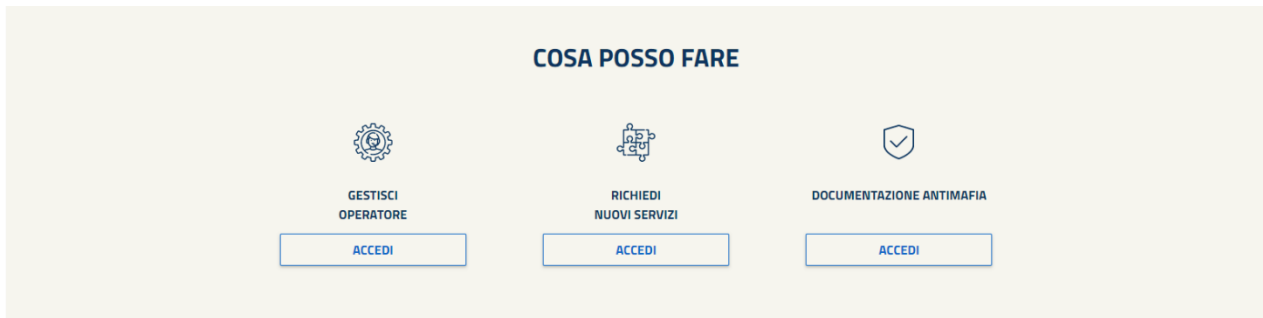 COSA POSSO FARE
GESTISCI
OPERATORE
ACCEDI
RICHIEDI
NUOVI SERVIZI
ACCEDI
DOCUMENTAZIONE ANTIMAFIA
ACCEDI